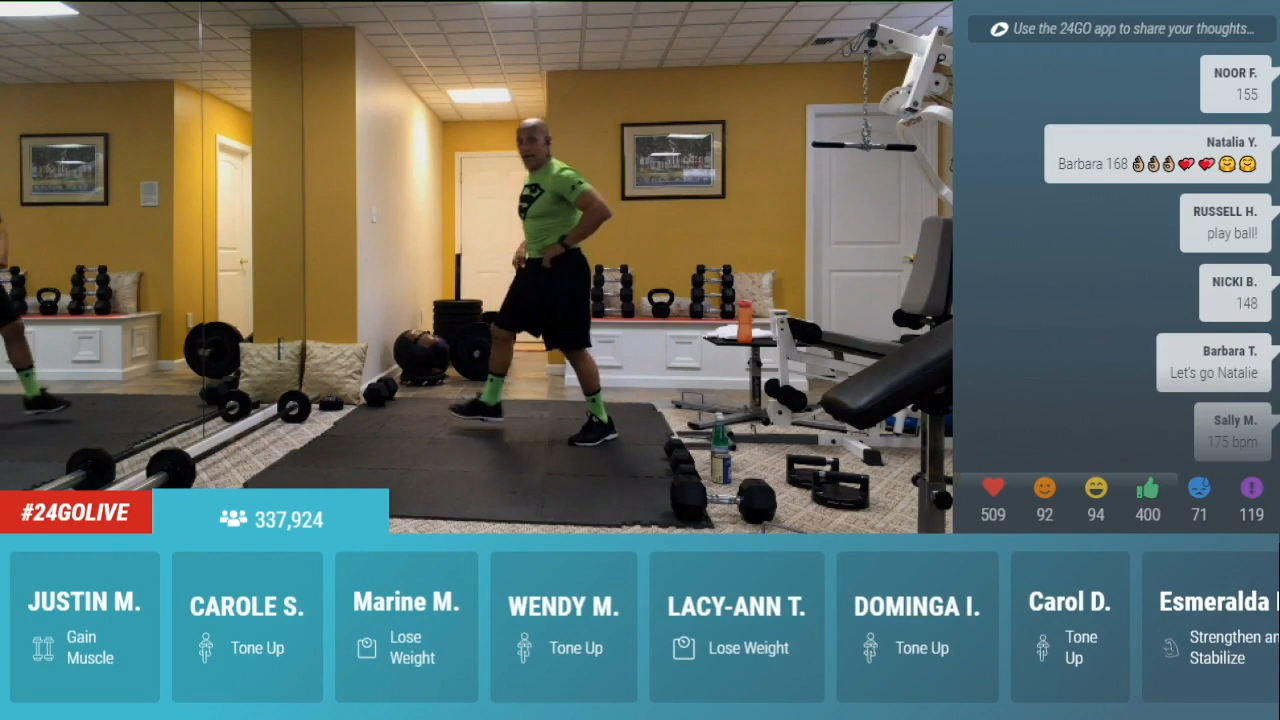 Use the 24GO app to share your thoughts...
NOOR F.
155
Natalia Y.
Barbara 168 👌🏾👌🏾👌🏾💕💕🤗🤗
RUSSELL H.
play ball!
NICKI B.
148
Barbara T.
Let's go Natalie
Sally M.
175 bpm
509 92 94 400 71 119
#24GOLIVE
337,924
JUSTIN M.
Gain
Muscle
CAROLE S.
Tone Up
Marine M.
Lose
Weight
WENDY M.
Tone Up
LACY-ANN T.
Lose Weight
DOMINGA I.
Tone Up
Carol D.
Tone
Up
Esmeralda
Strengthen an
Stabilize